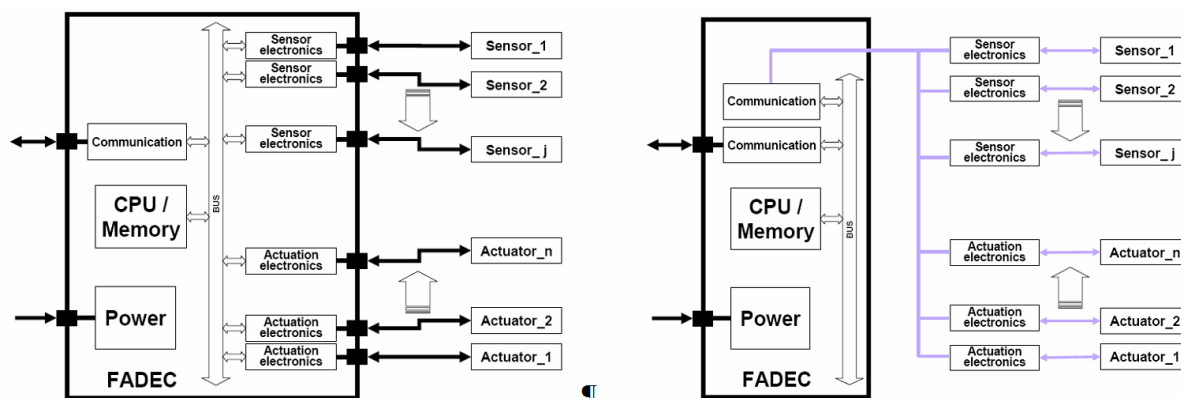 Sensor
electronics
Sensor_1
Sensor
electronics
Sensor_2
Communication
Sensor
electronics
Sensor_j
CPU /
Memory
BUS
Actuation
electronics
Actuator_n
Power
Actuation
electronics
Actuator_2
Actuation
electronics
Actuator_1
FADEC
¶
Sensor
electronics
Sensor_1
Sensor
electronics
Sensor_2
Communication
Communication
Sensor
electronics
Sensor_j
CPU /
Memory
BUS
Actuation
electronics
Actuator_n
Power
Actuation
electronics
Actuator_2
Actuation
electronics
Actuator_1
FADEC